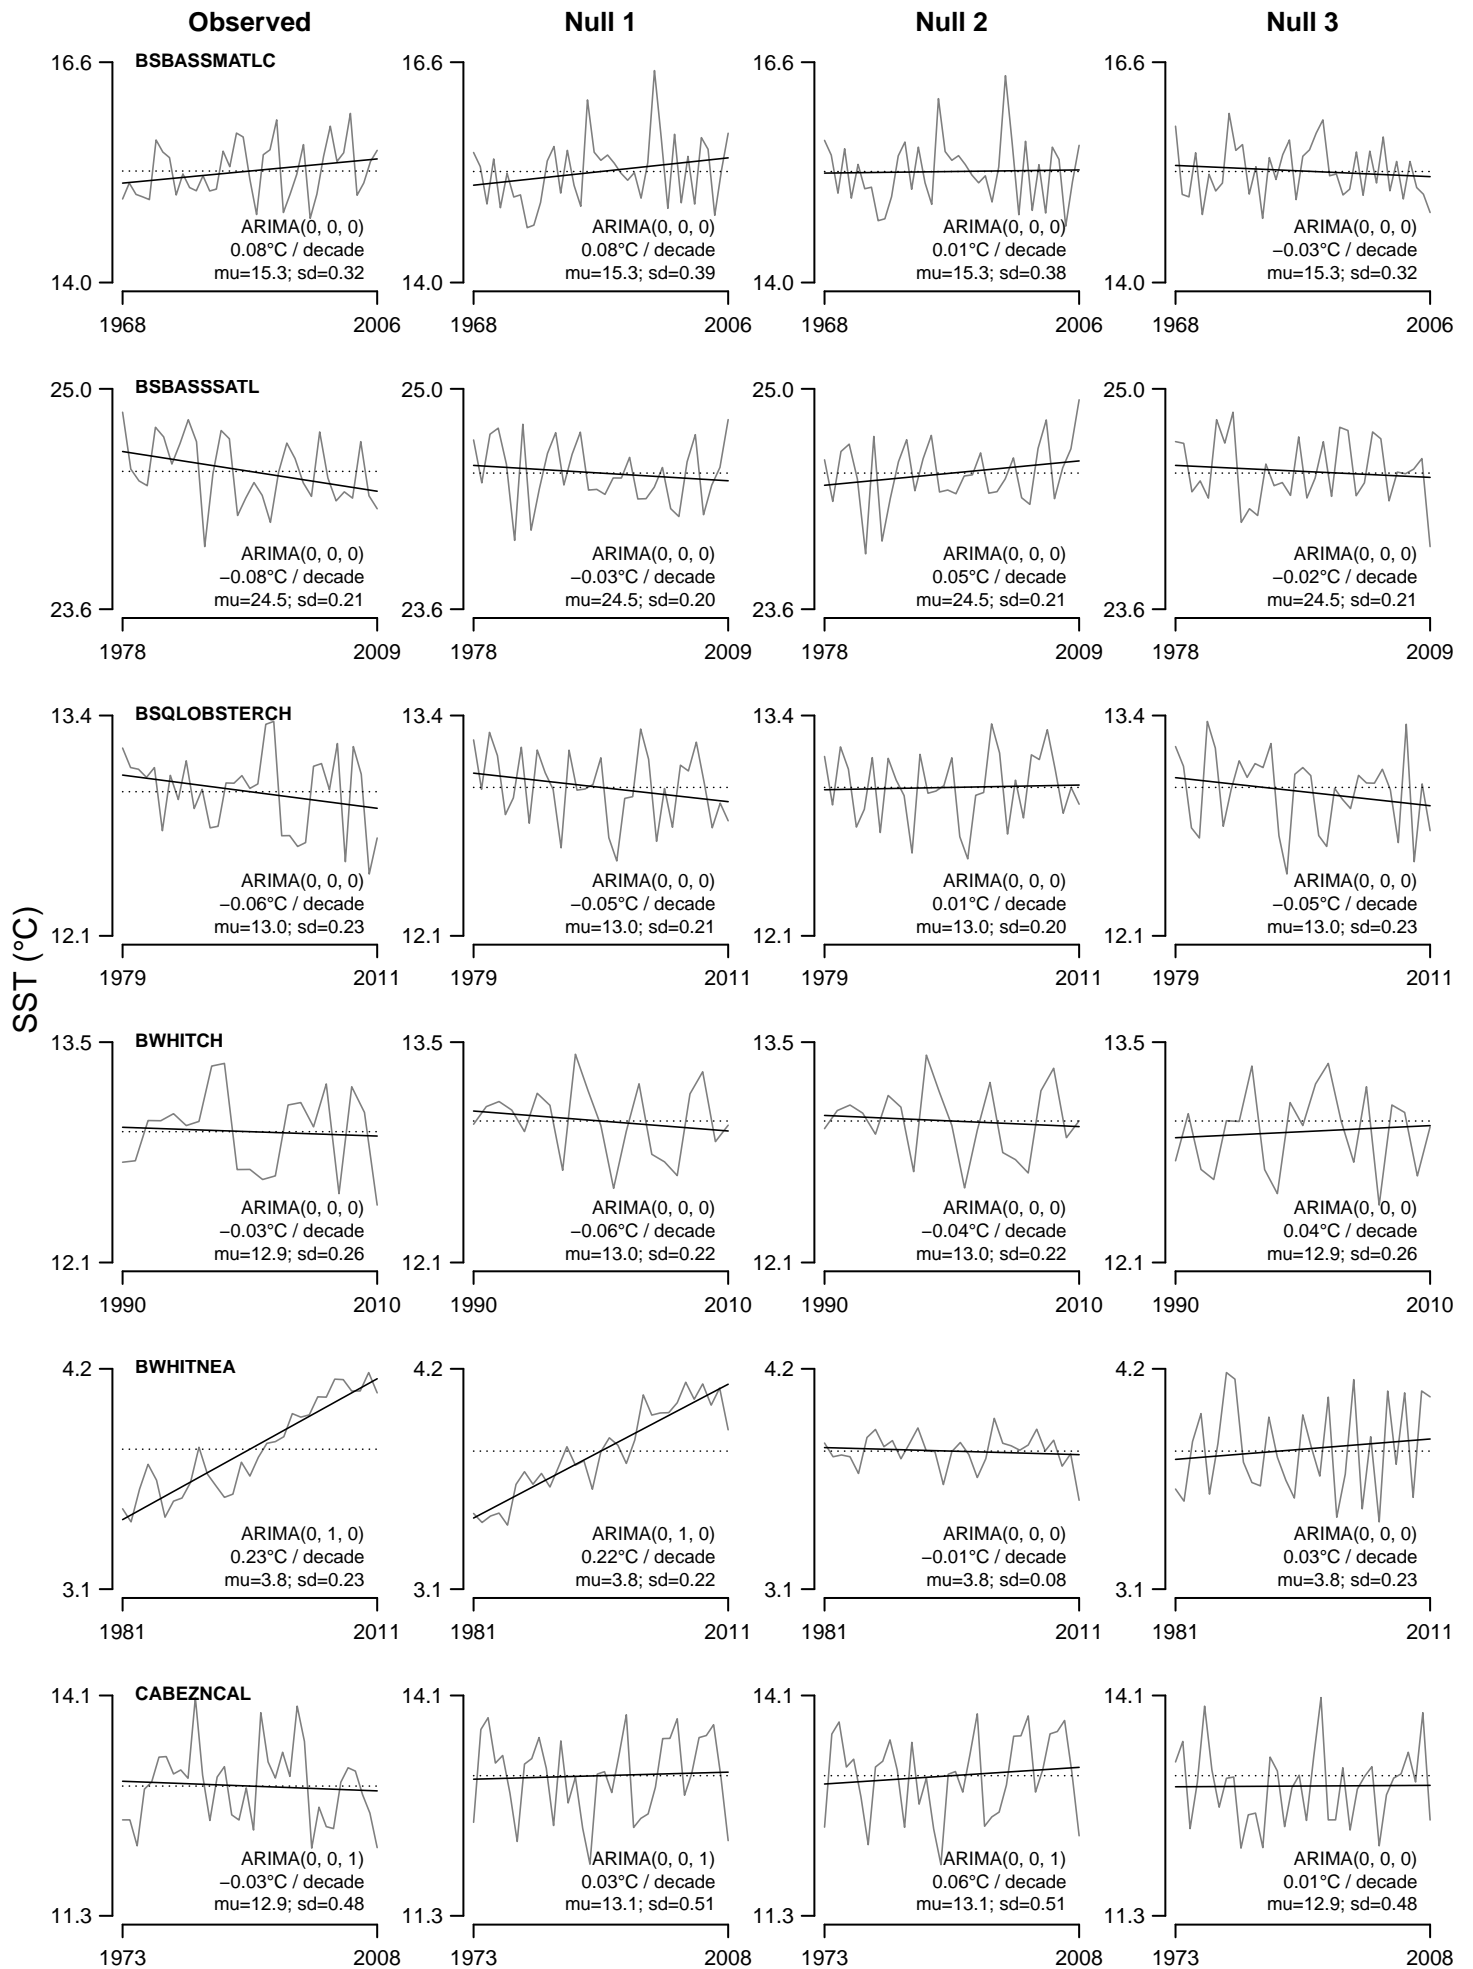 Observed Null 1 Null 2 Null 3
BSBASSMATLC
16.6 16.6 16.6 16.6
ARIMA(0, 0, 0) ARIMA(0, 0, 0) ARIMA(0, 0, 0) ARIMA(0, 0, 0)
0.08°C / decade 0.08°C / decade 0.01°C / decade −0.03°C / decade
mu=15.3; sd=0.32 mu=15.3; sd=0.39 mu=15.3; sd=0.38 mu=15.3; sd=0.32
14.0 14.0 14.0 14.0
1968 2006 1968 2006 1968 2006 1968 2006
BSBASSSATL
25.0 25.0 25.0 25.0
ARIMA(0, 0, 0) ARIMA(0, 0, 0) ARIMA(0, 0, 0) ARIMA(0, 0, 0)
−0.08°C / decade −0.03°C / decade 0.05°C / decade −0.02°C / decade
mu=24.5; sd=0.21 mu=24.5; sd=0.20 mu=24.5; sd=0.21 mu=24.5; sd=0.21
23.6 23.6 23.6 23.6
1978 2009 1978 2009 1978 2009 1978 2009
BSQLOBSTERCH
13.4 13.4 13.4 13.4
ARIMA(0, 0, 0) ARIMA(0, 0, 0) ARIMA(0, 0, 0) ARIMA(0, 0, 0)
−0.06°C / decade −0.05°C / decade 0.01°C / decade −0.05°C / decade
mu=13.0; sd=0.23 mu=13.0; sd=0.21 mu=13.0; sd=0.20 mu=13.0; sd=0.23
12.1 12.1 12.1 12.1
1979 2011 1979 2011 1979 2011 1979 2011
SST (°C)
BWHITCH
13.5 13.5 13.5 13.5
ARIMA(0, 0, 0) ARIMA(0, 0, 0) ARIMA(0, 0, 0) ARIMA(0, 0, 0)
−0.03°C / decade −0.06°C / decade −0.04°C / decade 0.04°C / decade
mu=12.9; sd=0.26 mu=13.0; sd=0.22 mu=13.0; sd=0.22 mu=12.9; sd=0.26
12.1 12.1 12.1 12.1
1990 2010 1990 2010 1990 2010 1990 2010
BWHITNEA
4.2 4.2 4.2 4.2
ARIMA(0, 1, 0) ARIMA(0, 1, 0) ARIMA(0, 0, 0) ARIMA(0, 0, 0)
0.23°C / decade 0.22°C / decade −0.01°C / decade 0.03°C / decade
mu=3.8; sd=0.23 mu=3.8; sd=0.22 mu=3.8; sd=0.08 mu=3.8; sd=0.23
3.1 3.1 3.1 3.1
1981 2011 1981 2011 1981 2011 1981 2011
CABEZNCAL
14.1 14.1 14.1 14.1
ARIMA(0, 0, 1) ARIMA(0, 0, 1) ARIMA(0, 0, 1) ARIMA(0, 0, 0)
−0.03°C / decade 0.03°C / decade 0.06°C / decade 0.01°C / decade
mu=12.9; sd=0.48 mu=13.1; sd=0.51 mu=13.1; sd=0.51 mu=12.9; sd=0.48
11.3 11.3 11.3 11.3
1973 2008 1973 2008 1973 2008 1973 2008